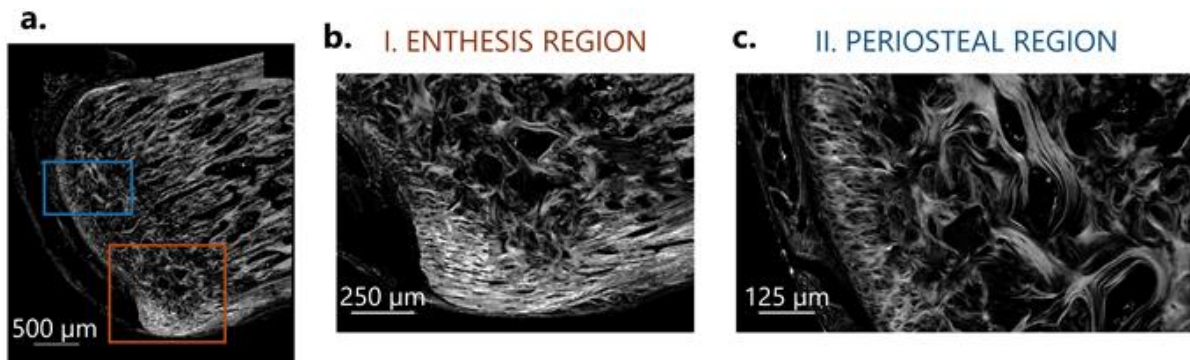 a.
500 µm
b. I. ENTHESIS REGION
250 µm
c. II. PERIOSTEAL REGION
125 µm